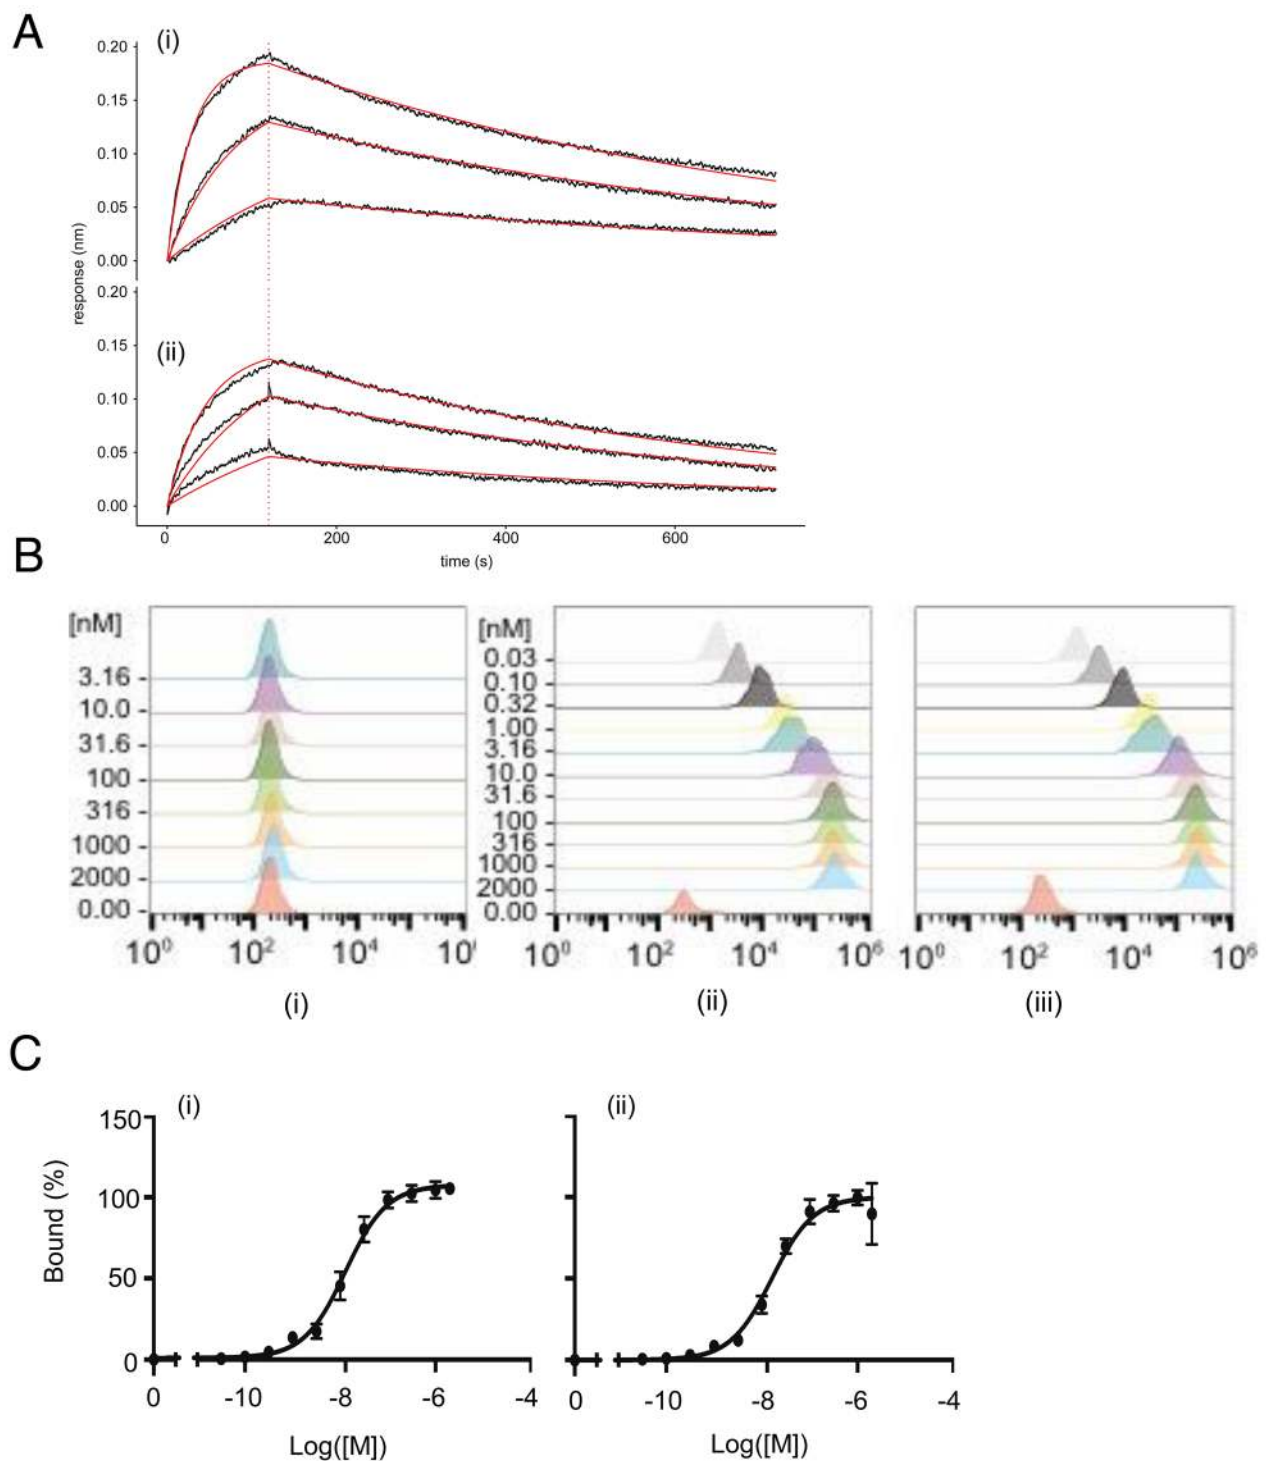 A
(i)
0.20
0.15
0.10
0.05
0.00
response (nm)
0.20
0.15
(ii)
0.10
0.05
0.00
0 200 400 600
time (s)
B
[nM]
3.16
10.0
31.6
100
316
1000
2000
0.00
10⁰ 10² 10⁴ 10
(i)
[nM]
0.03
0.10
0.32
1.00
3.16
10.0
31.6
100
316
1000
2000
0.00
10⁰ 10² 10⁴ 10⁶
(ii)
10⁰ 10² 10⁴ 10⁶
(iii)
C
(i)
150
100
50
0
Bound (%)
0 -10 -8 -6 -4
Log([M])
(ii)
0 -10 -8 -6 -4
Log([M])